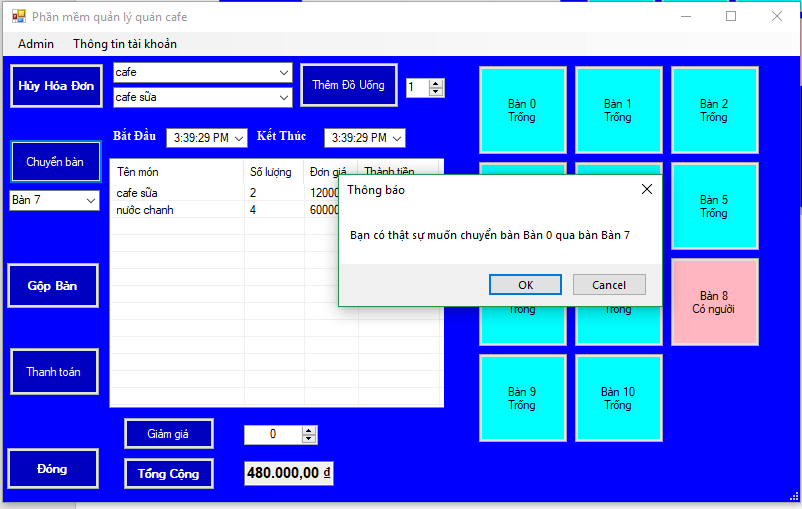 Phần mềm quản lý quán cafe
Admin Thông tin tài khoản
Hủy Hóa Đơn
cafe
cafe sữa
Thêm Đồ Uống
1
Bắt Đầu
3:39:29 PM
Kết Thúc
3:39:29 PM
Chuyển bàn
Bàn 7
Gộp Bàn
Thanh toán
Đóng
Tên món Số lượng Đơn giá Thành tiền
cafe sữa 2 12000
nước chanh 4 60000
Giảm giá
0
Tổng Cộng
480.000,00 ₫
Thông báo
Bạn có thật sự muốn chuyển bàn Bàn 0 qua bàn Bàn 7
OK
Cancel
Bàn 0
Trống
Bàn 1
Trống
Bàn 2
Trống
Bàn 5
Trống
Trống
Trống
Bàn 8
Có người
Bàn 9
Trống
Bàn 10
Trống